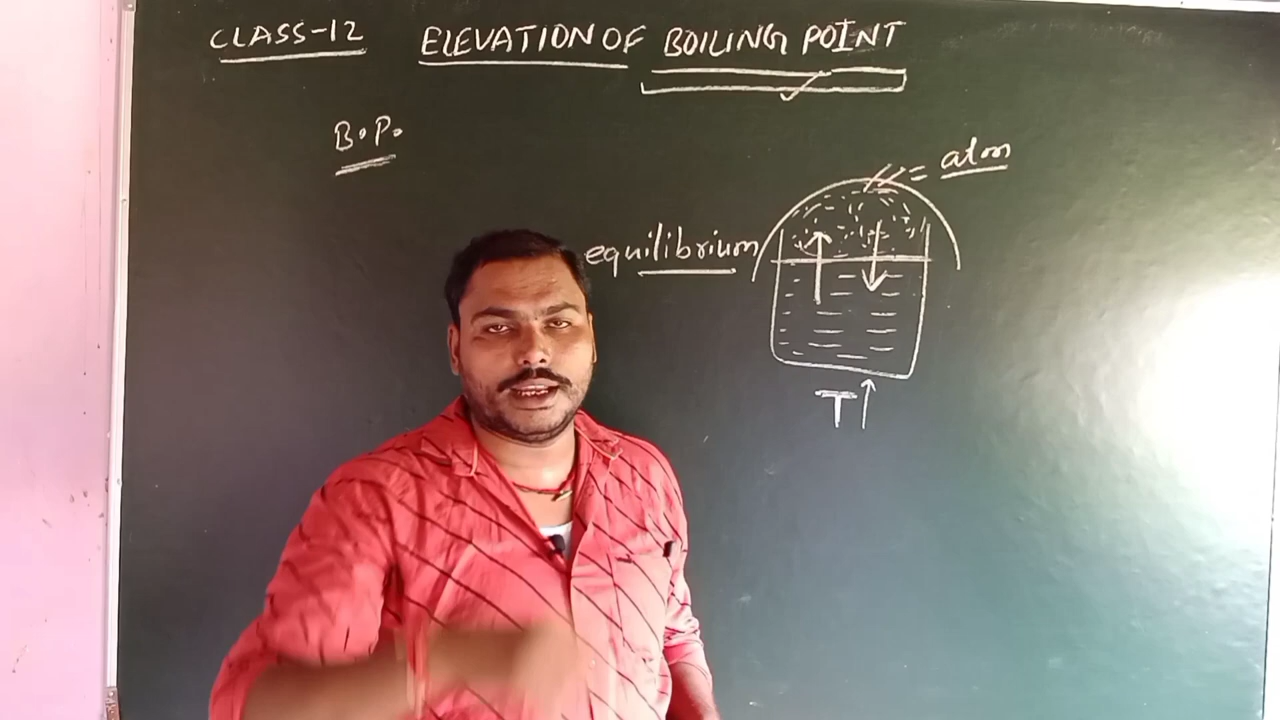 CLASS-12 ELEVATION OF BOILING POINT
B.P.
= atm
equilibrium
T↑